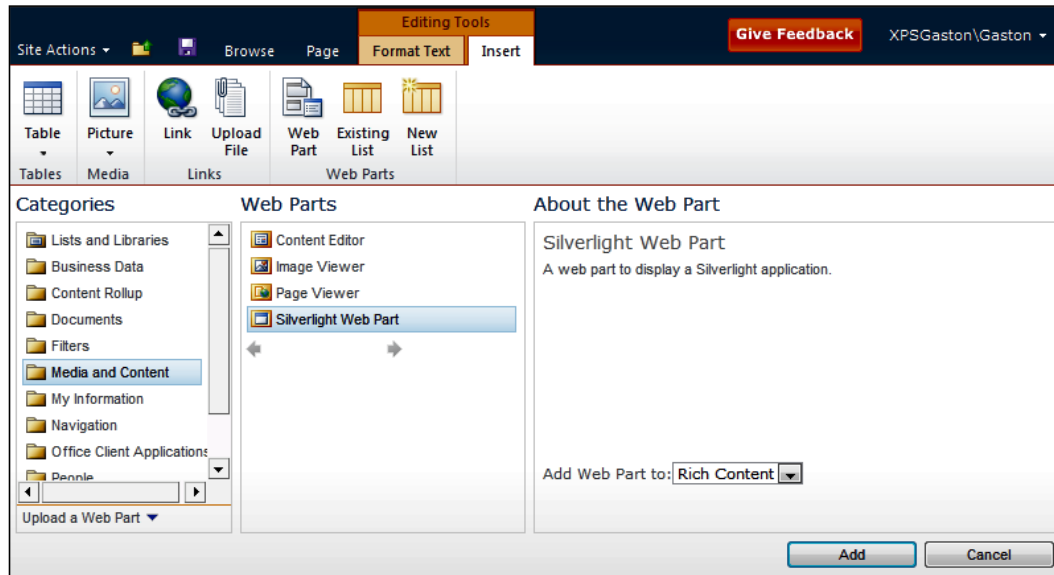 Editing Tools
Site Actions Browse Page Format Text Insert Give Feedback XPSGaston\Gaston
Table Picture Link Upload File Web Part Existing List New List
Tables Media Links Web Parts
Categories Web Parts About the Web Part
Lists and Libraries Content Editor Silverlight Web Part
Business Data Image Viewer A web part to display a Silverlight application.
Content Rollup Page Viewer
Documents Silverlight Web Part
Filters
Media and Content
My Information
Navigation
Office Client Applications
People Add Web Part to: Rich Content
Upload a Web Part
Add Cancel